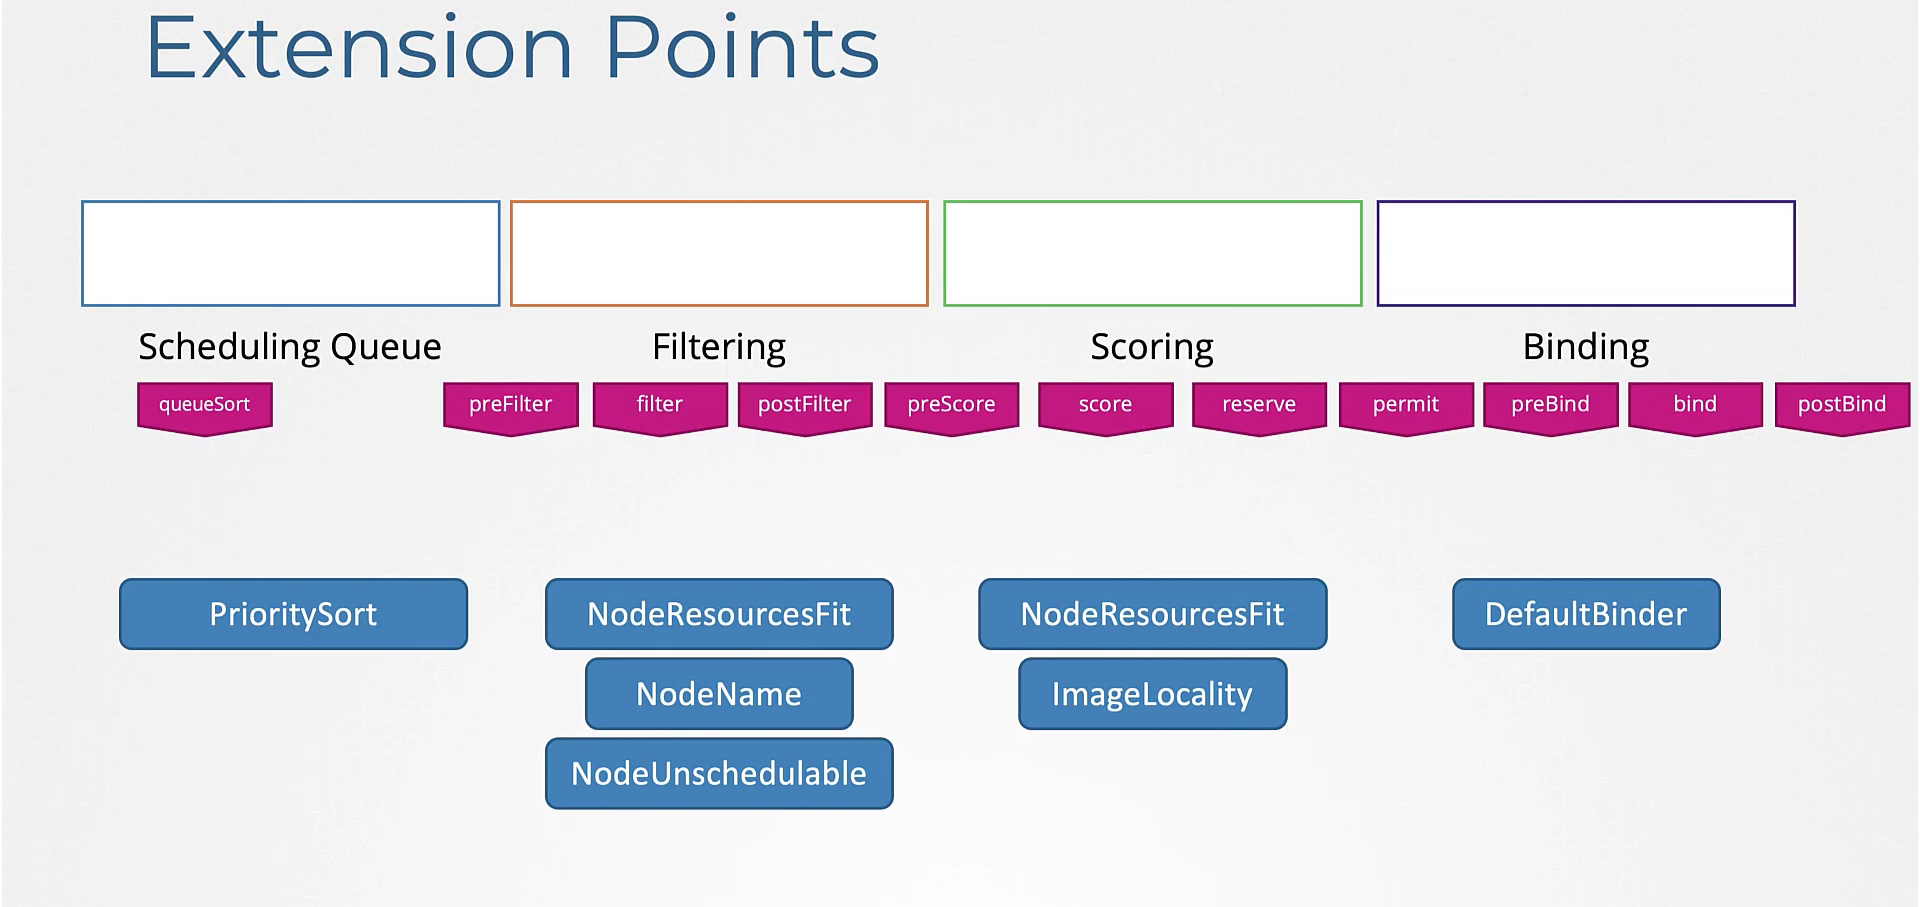 Extension Points
Scheduling Queue
Filtering
Scoring
Binding
queueSort
preFilter
filter
postFilter
preScore
score
reserve
permit
preBind
bind
postBind
PrioritySort
NodeResourcesFit
NodeResourcesFit
DefaultBinder
NodeName
ImageLocality
NodeUnschedulable